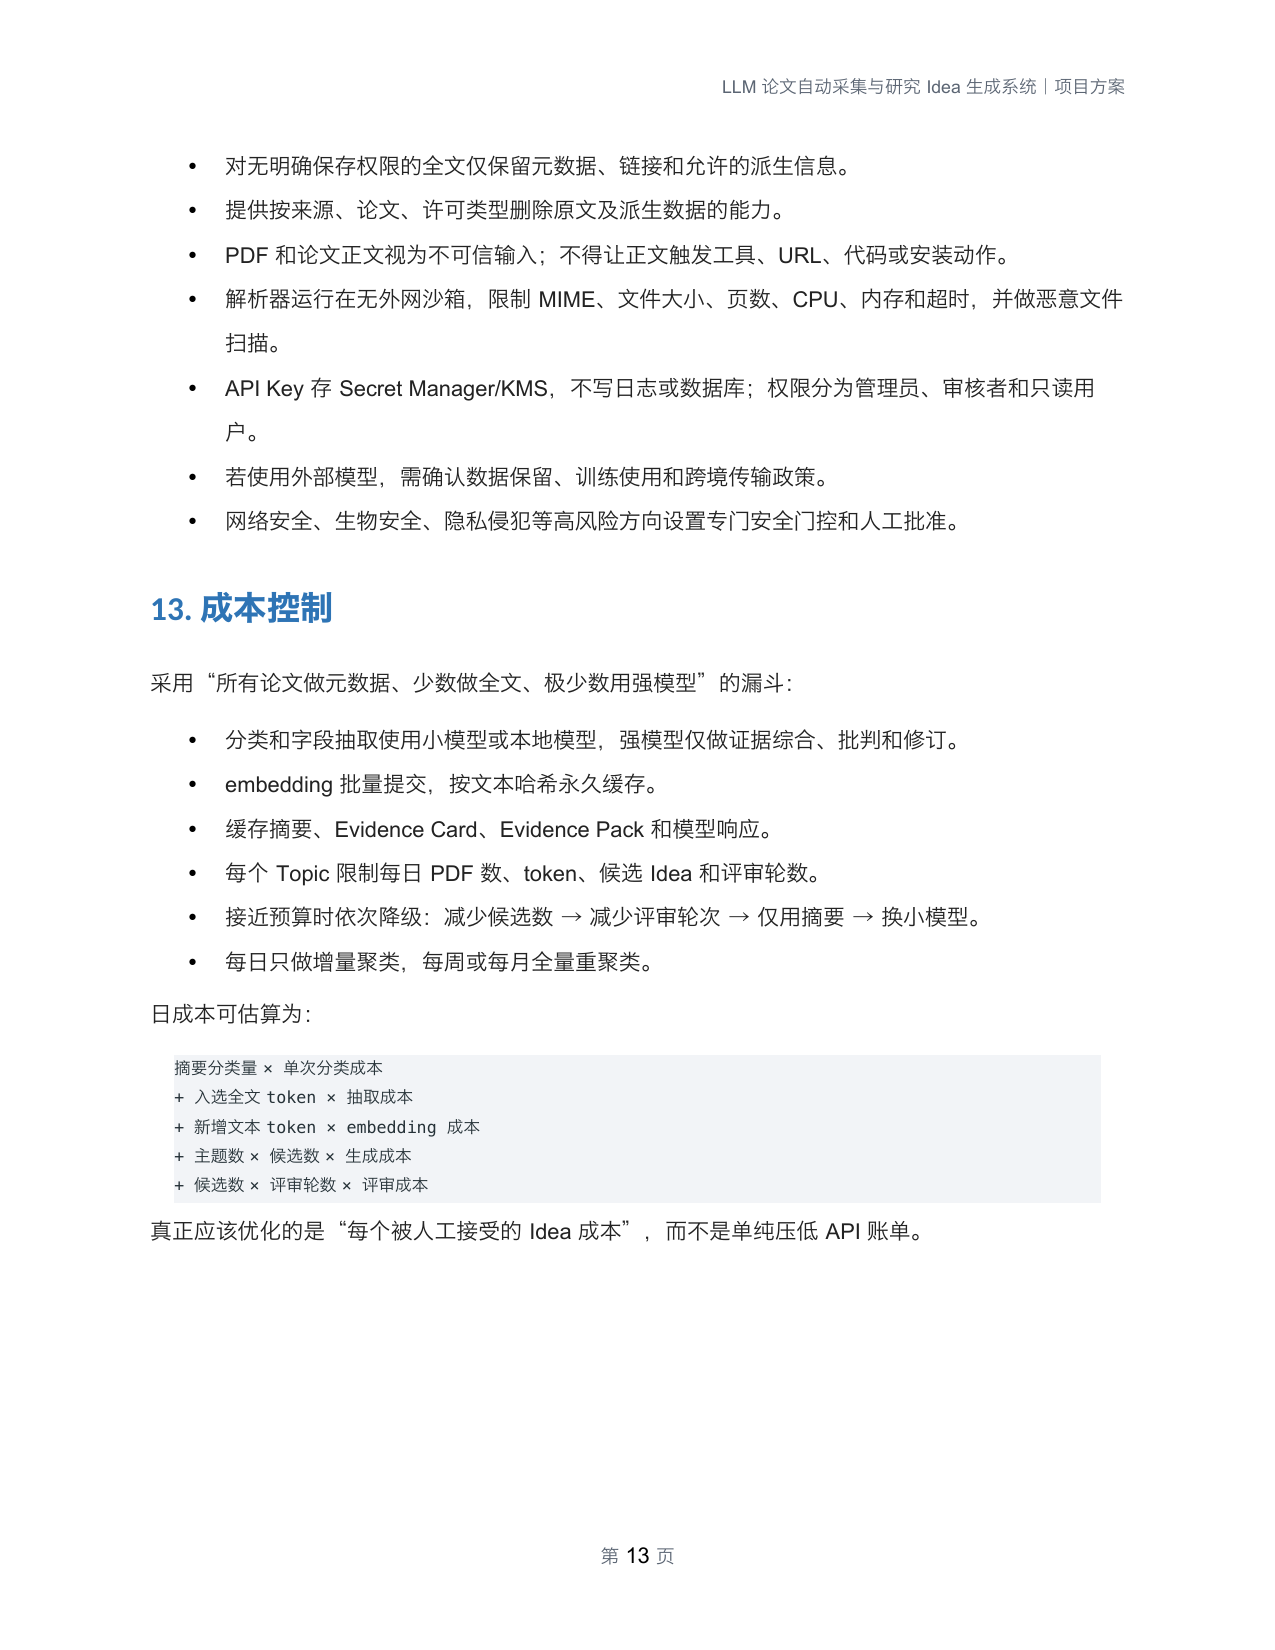 LLM 论文自动采集与研究 Idea 生成系统｜项目方案
• 对无明确保存权限的全文仅保留元数据、链接和允许的派生信息。
• 提供按来源、论文、许可类型删除原文及派生数据的能力。
• PDF 和论文正文视为不可信输入；不得让正文触发工具、URL、代码或安装动作。
• 解析器运行在无外网沙箱，限制 MIME、文件大小、页数、CPU、内存和超时，并做恶意文件
扫描。
• API Key 存 Secret Manager/KMS，不写日志或数据库；权限分为管理员、审核者和只读用
户。
• 若使用外部模型，需确认数据保留、训练使用和跨境传输政策。
• 网络安全、生物安全、隐私侵犯等高风险方向设置专门安全门控和人工批准。
13. 成本控制
采用“所有论文做元数据、少数做全文、极少数用强模型”的漏斗：
• 分类和字段抽取使用小模型或本地模型，强模型仅做证据综合、批判和修订。
• embedding 批量提交，按文本哈希永久缓存。
• 缓存摘要、Evidence Card、Evidence Pack 和模型响应。
• 每个 Topic 限制每日 PDF 数、token、候选 Idea 和评审轮数。
• 接近预算时依次降级：减少候选数 → 减少评审轮次 → 仅用摘要 → 换小模型。
• 每日只做增量聚类，每周或每月全量重聚类。
日成本可估算为：
摘要分类量 × 单次分类成本
+ 入选全文 token × 抽取成本
+ 新增文本 token × embedding 成本
+ 主题数 × 候选数 × 生成成本
+ 候选数 × 评审轮数 × 评审成本
真正应该优化的是“每个被人工接受的 Idea 成本”，而不是单纯压低 API 账单。
第 13 页